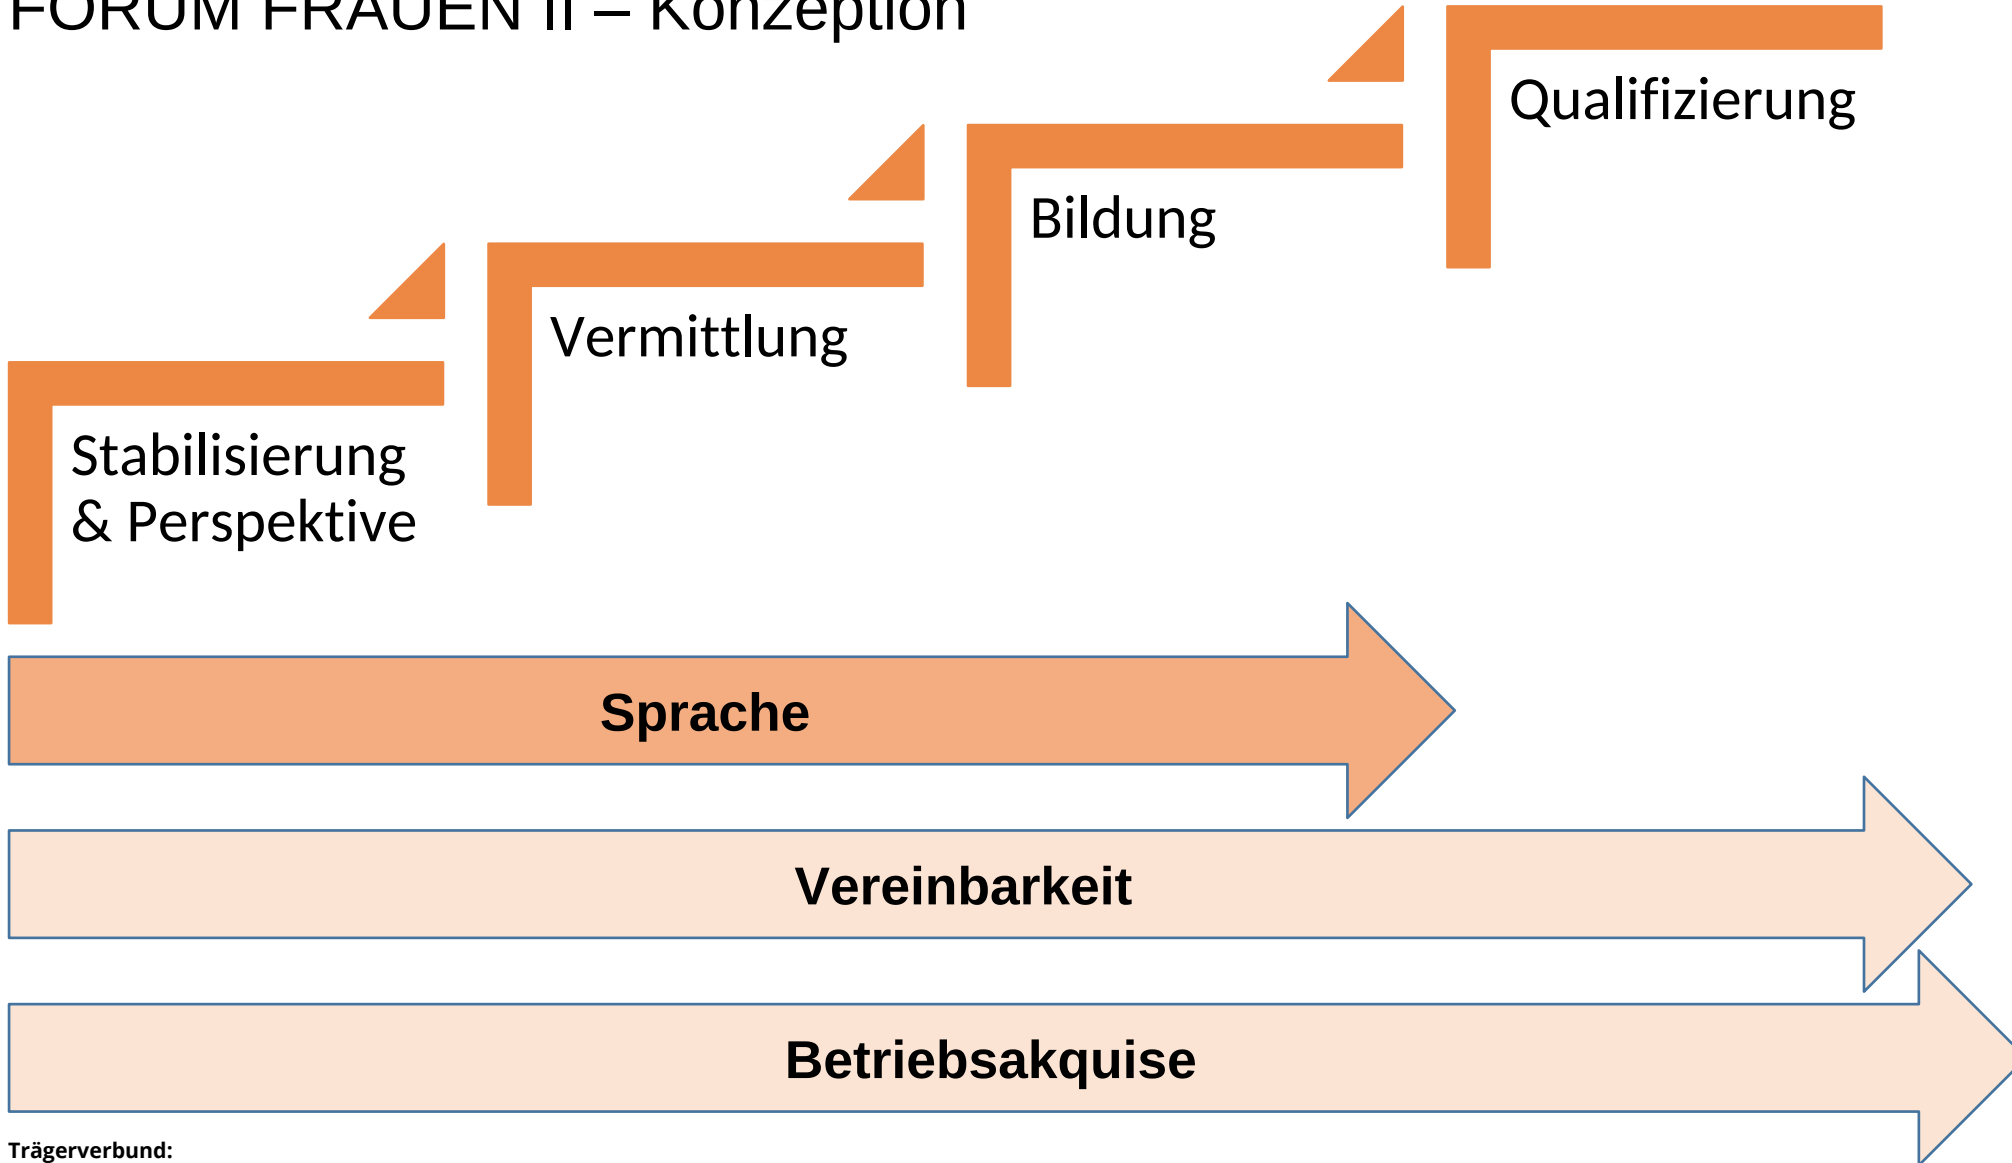 FORUM FRAUEN II – Konzeption
Qualifizierung
Bildung
Vermittlung
Stabilisierung
& Perspektive
Sprache
Vereinbarkeit
Betriebsakquise
Trägerverbund: